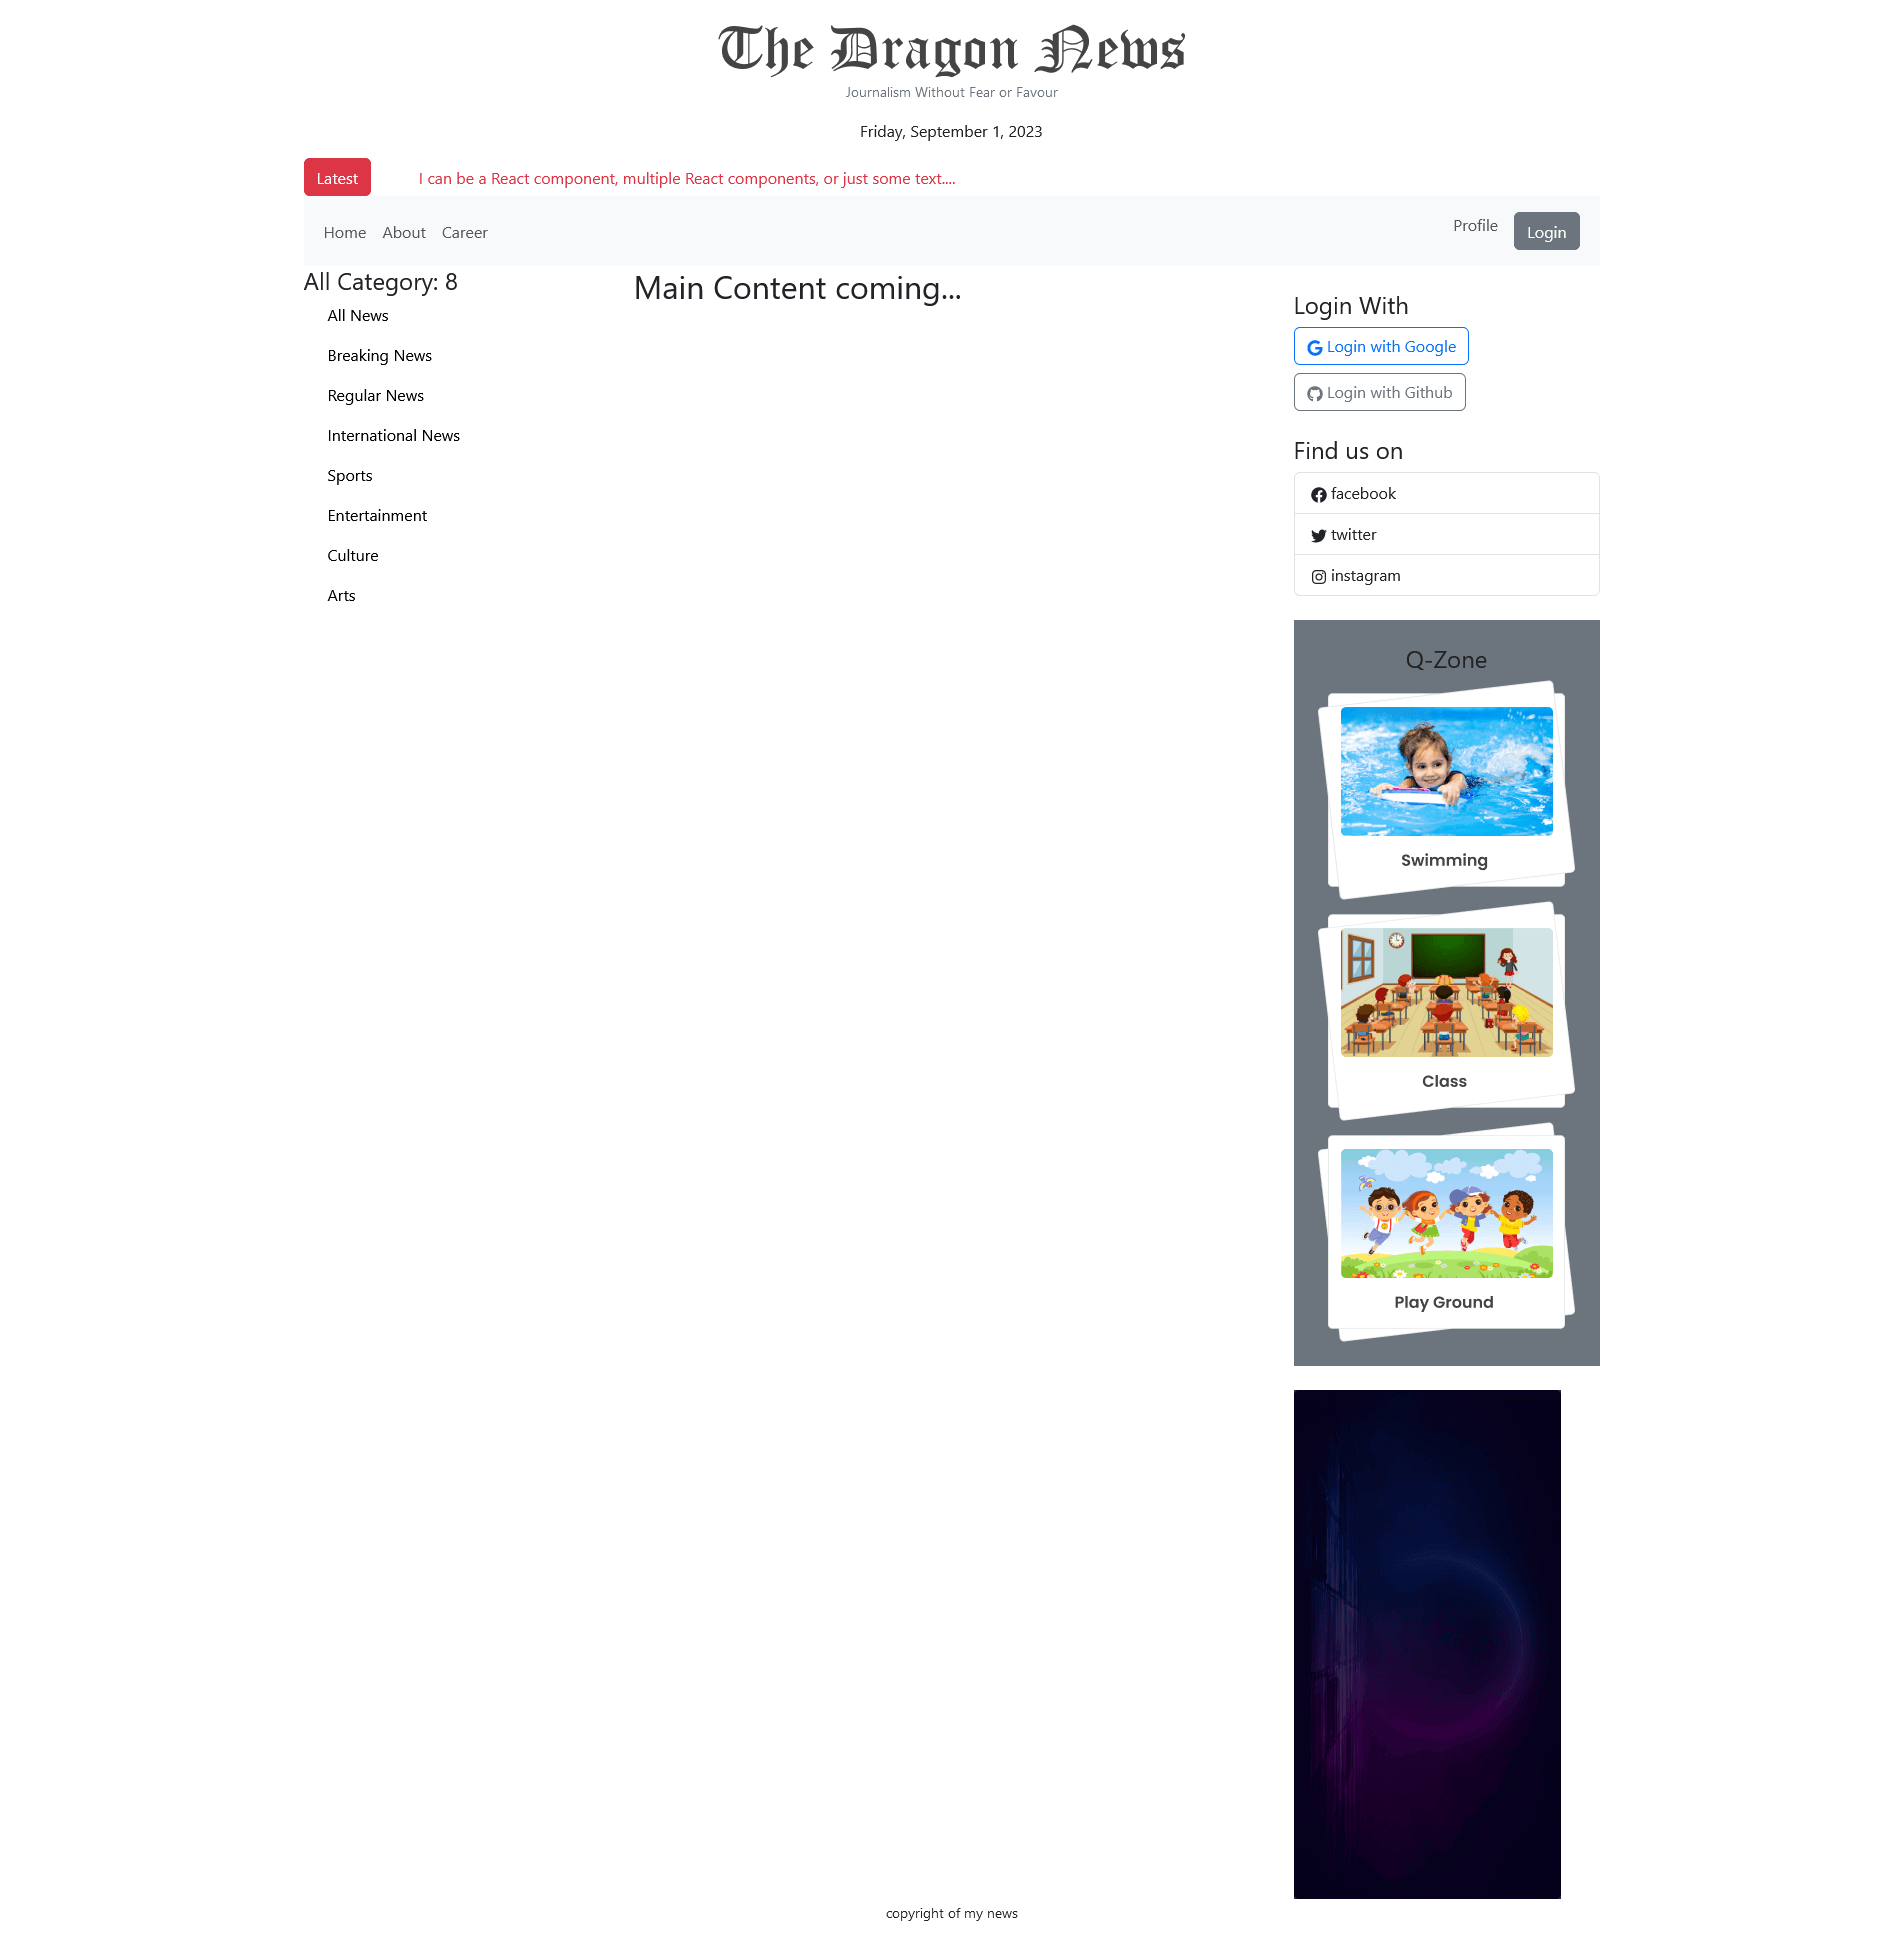 The Dragon News
Journalism Without Fear or Favour
Friday, September 1, 2023
Latest
I can be a React component, multiple React components, or just some text....
Home About Career
Profile
Login
All Category: 8
All News
Breaking News
Regular News
International News
Sports
Entertainment
Culture
Arts
Main Content coming...
Login With
Login with Google
Login with Github
Find us on
facebook
twitter
instagram
Q-Zone
Swimming
Class
Play Ground
copyright of my news